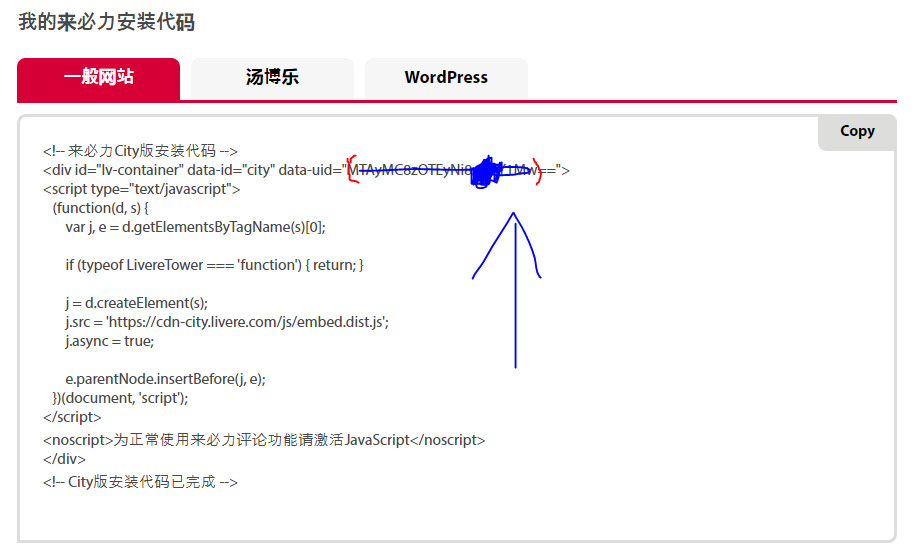 我的来必力安装代码
一般网站
汤博乐
WordPress
Copy
<!-- 来必力City版安装代码 -->
<div id="lv-container" data-id="city" data-uid="MTAyMC8zOTEyNi8 ==">
<script type="text/javascript">
(function(d, s) {
var j, e = d.getElementsByTagName(s)[0];
if (typeof LivereTower === 'function') { return; }
j = d.createElement(s);
j.src = 'https://cdn-city.livere.com/js/embed.dist.js';
j.async = true;
e.parentNode.insertBefore(j, e);
})(document, 'script');
</script>
<noscript>为正常使用来必力评论功能请激活JavaScript</noscript>
</div>
<!-- City版安装代码已完成 -->